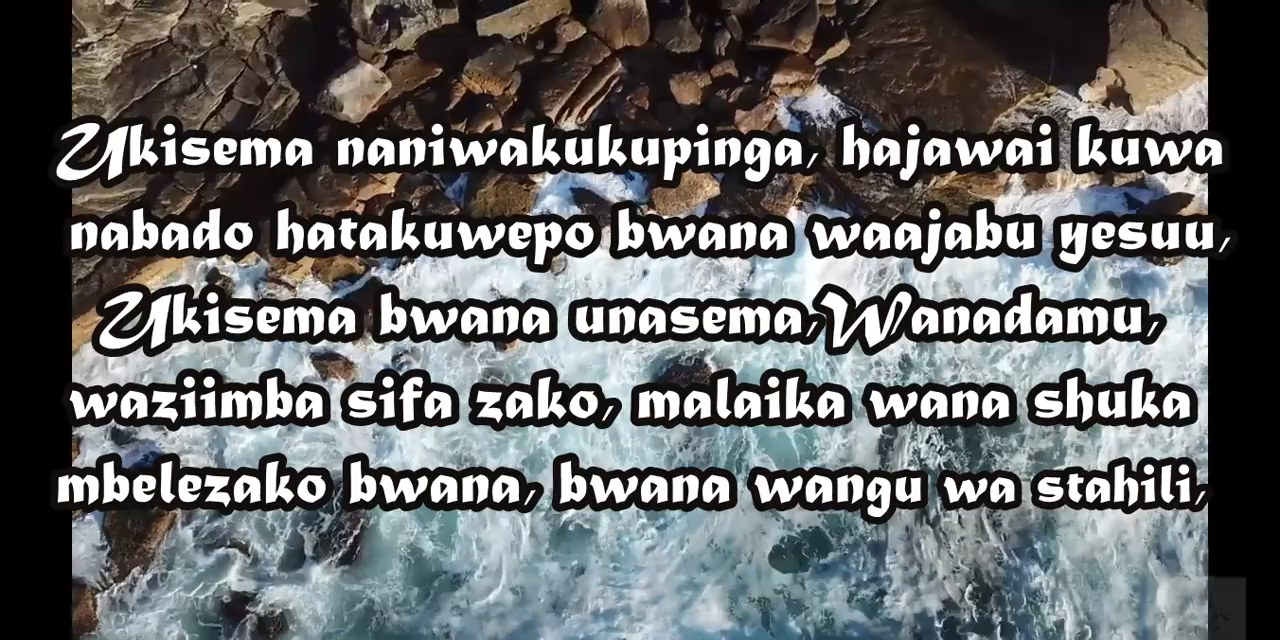 Ukisema naniwakukupinga, hajawai kuwa
nabado hatakuwepo bwana waajabu yesuu,
Ukisema bwana unasema,Wanadamu,
waziimba sifa zako, malaika wana shuka
mbelezako bwana, bwana wangu wa stahili,